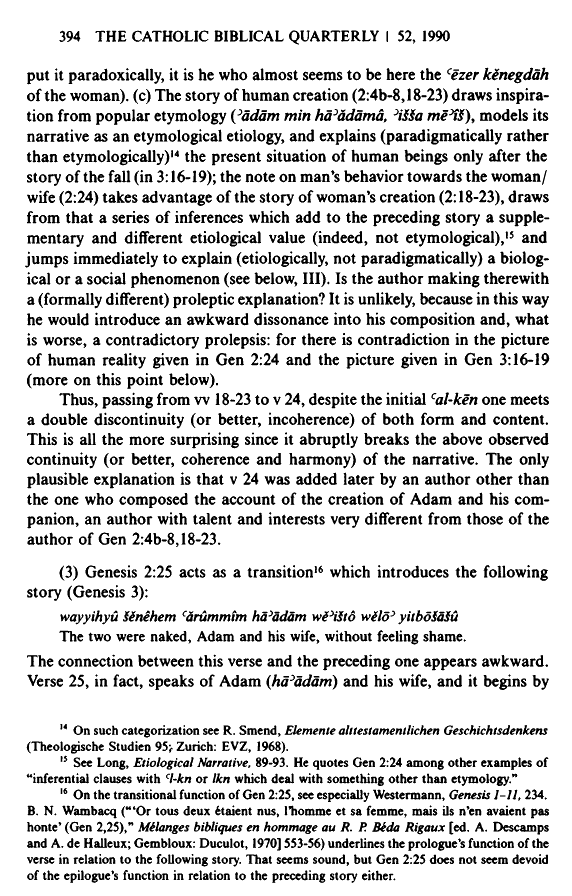 394 THE CATHOLIC BIBLICAL QUARTERLY | 52, 1990
put it paradoxically, it is he who almost seems to be here the ʿēzer kĕnegdāh
of the woman). (c) The story of human creation (2:4b-8,18-23) draws inspira-
tion from popular etymology (ʾādām min hāʾădāmâ, ʾišša mēʾîš), models its
narrative as an etymological etiology, and explains (paradigmatically rather
than etymologically)¹⁴ the present situation of human beings only after the
story of the fall (in 3:16-19); the note on man's behavior towards the woman/
wife (2:24) takes advantage of the story of woman's creation (2:18-23), draws
from that a series of inferences which add to the preceding story a supple-
mentary and different etiological value (indeed, not etymological),¹⁵ and
jumps immediately to explain (etiologically, not paradigmatically) a biolog-
ical or a social phenomenon (see below, III). Is the author making therewith
a (formally different) proleptic explanation? It is unlikely, because in this way
he would introduce an awkward dissonance into his composition and, what
is worse, a contradictory prolepsis: for there is contradiction in the picture
of human reality given in Gen 2:24 and the picture given in Gen 3:16-19
(more on this point below).
Thus, passing from vv 18-23 to v 24, despite the initial ʿal-kēn one meets
a double discontinuity (or better, incoherence) of both form and content.
This is all the more surprising since it abruptly breaks the above observed
continuity (or better, coherence and harmony) of the narrative. The only
plausible explanation is that v 24 was added later by an author other than
the one who composed the account of the creation of Adam and his com-
panion, an author with talent and interests very different from those of the
author of Gen 2:4b-8,18-23.
(3) Genesis 2:25 acts as a transition¹⁶ which introduces the following
story (Genesis 3):
wayyihyû šĕnêhem ʿărûmmîm hāʾādām wĕʾištô wĕlōʾ yitbōšāšû
The two were naked, Adam and his wife, without feeling shame.
The connection between this verse and the preceding one appears awkward.
Verse 25, in fact, speaks of Adam (hāʾādām) and his wife, and it begins by
¹⁴ On such categorization see R. Smend, Elemente alttestamentlichen Geschichtsdenkens
(Theologische Studien 95; Zurich: EVZ, 1968).
¹⁵ See Long, Etiological Narrative, 89-93. He quotes Gen 2:24 among other examples of
"inferential clauses with ʿl-kn or lkn which deal with something other than etymology."
¹⁶ On the transitional function of Gen 2:25, see especially Westermann, Genesis 1-11, 234.
B. N. Wambacq ("'Or tous deux étaient nus, l'homme et sa femme, mais ils n'en avaient pas
honte' (Gen 2,25)," Mélanges bibliques en hommage au R. P. Béda Rigaux [ed. A. Descamps
and A. de Halleux; Gembloux: Duculot, 1970] 553-56) underlines the prologue's function of the
verse in relation to the following story. That seems sound, but Gen 2:25 does not seem devoid
of the epilogue's function in relation to the preceding story either.